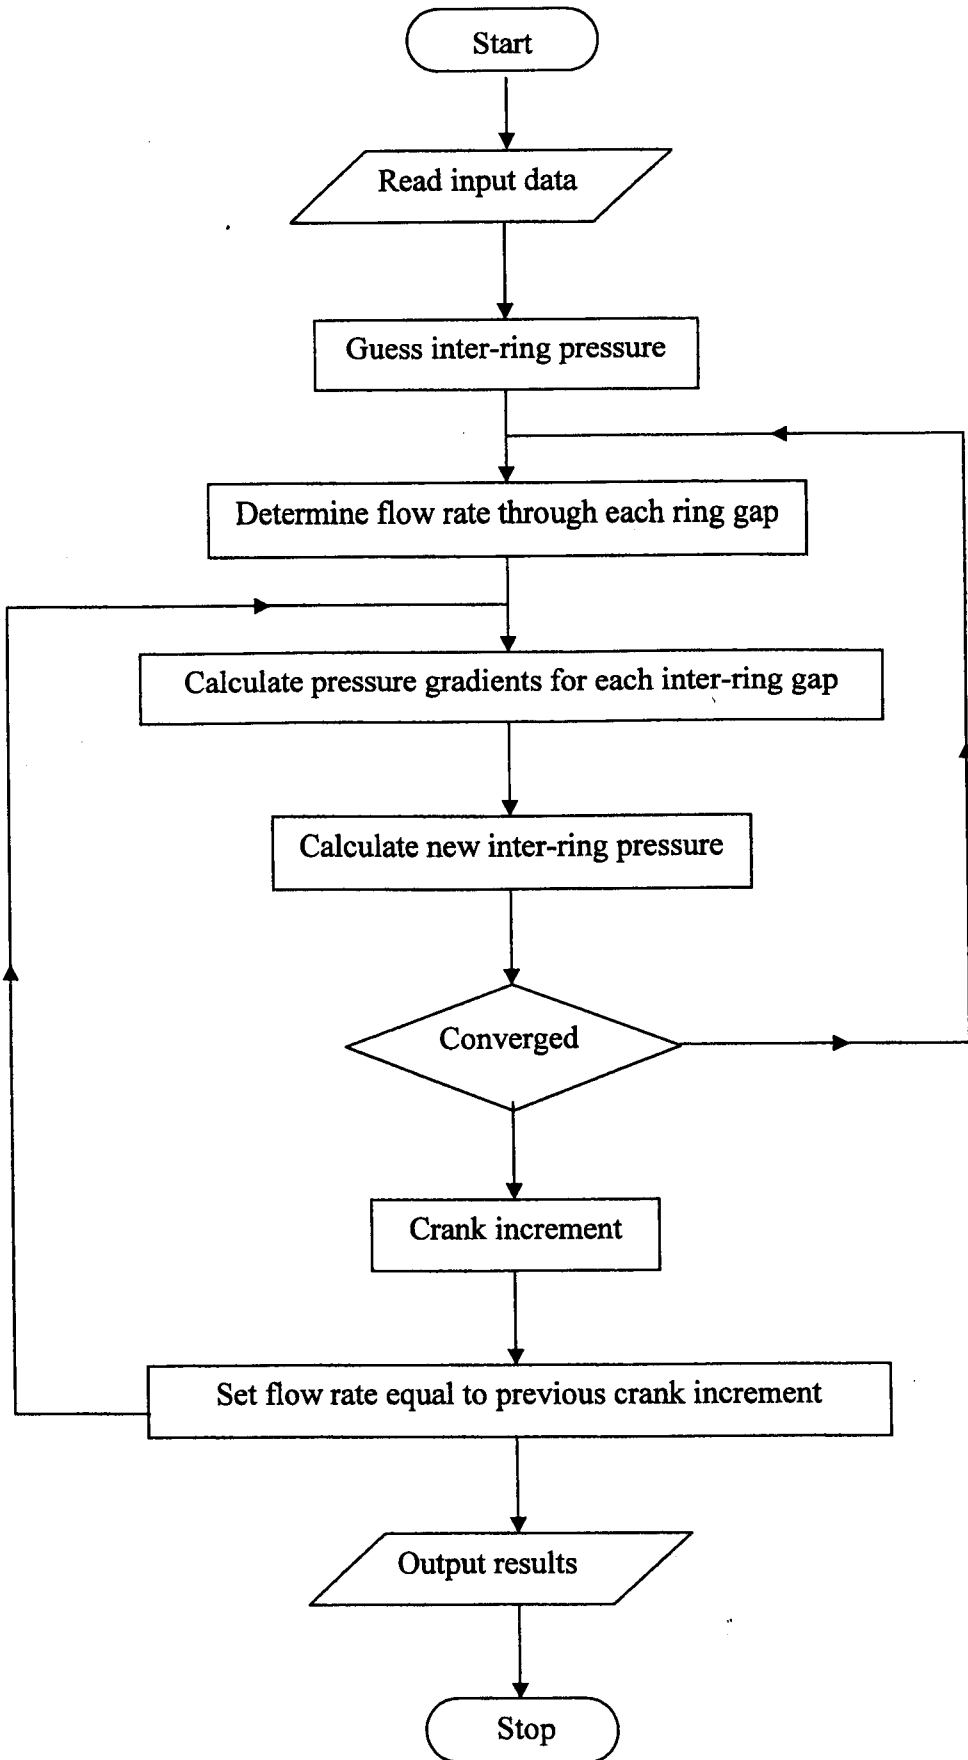 Start
Read input data
Guess inter-ring pressure
Determine flow rate through each ring gap
Calculate pressure gradients for each inter-ring gap
Calculate new inter-ring pressure
Converged
Crank increment
Set flow rate equal to previous crank increment
Output results
Stop